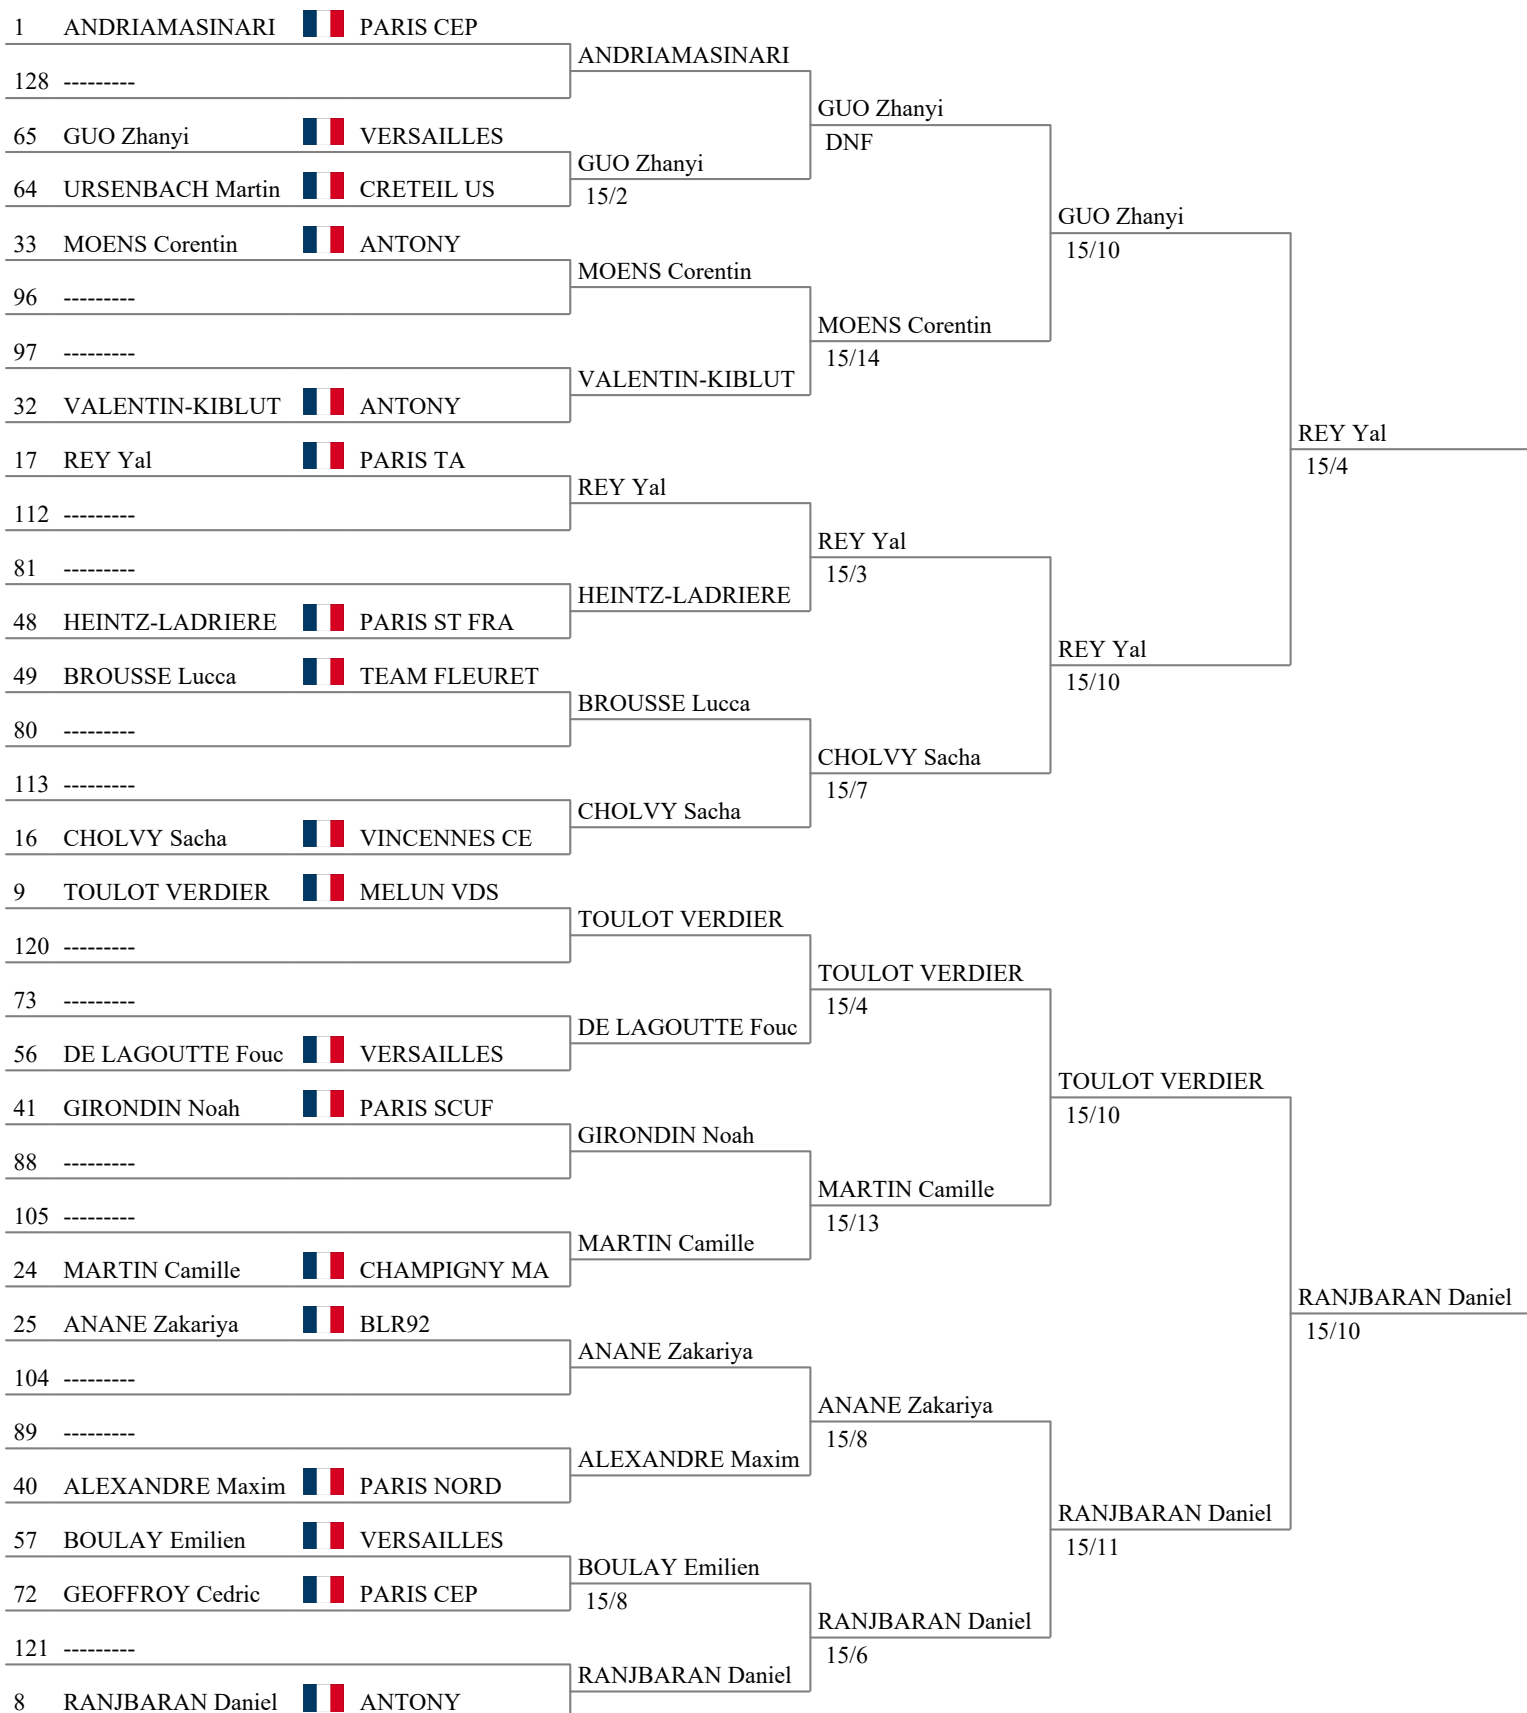 1 ANDRIAMASINARI PARIS CEP
128 ---------
65 GUO Zhanyi VERSAILLES
64 URSENBACH Martin CRETEIL US
33 MOENS Corentin ANTONY
96 ---------
97 ---------
32 VALENTIN-KIBLUT ANTONY
17 REY Yal PARIS TA
112 ---------
81 ---------
48 HEINTZ-LADRIERE PARIS ST FRA
49 BROUSSE Lucca TEAM FLEURET
80 ---------
113 ---------
16 CHOLVY Sacha VINCENNES CE
9 TOULOT VERDIER MELUN VDS
120 ---------
73 ---------
56 DE LAGOUTTE Fouc VERSAILLES
41 GIRONDIN Noah PARIS SCUF
88 ---------
105 ---------
24 MARTIN Camille CHAMPIGNY MA
25 ANANE Zakariya BLR92
104 ---------
89 ---------
40 ALEXANDRE Maxim PARIS NORD
57 BOULAY Emilien VERSAILLES
72 GEOFFROY Cedric PARIS CEP
121 ---------
8 RANJBARAN Daniel ANTONY
ANDRIAMASINARI
GUO Zhanyi
15/2
MOENS Corentin
VALENTIN-KIBLUT
REY Yal
HEINTZ-LADRIERE
BROUSSE Lucca
CHOLVY Sacha
TOULOT VERDIER
DE LAGOUTTE Fouc
GIRONDIN Noah
MARTIN Camille
ANANE Zakariya
ALEXANDRE Maxim
BOULAY Emilien
15/8
RANJBARAN Daniel
GUO Zhanyi
DNF
MOENS Corentin
15/14
REY Yal
15/3
CHOLVY Sacha
15/7
TOULOT VERDIER
15/4
MARTIN Camille
15/13
ANANE Zakariya
15/8
RANJBARAN Daniel
15/6
GUO Zhanyi
15/10
REY Yal
15/10
TOULOT VERDIER
15/10
RANJBARAN Daniel
15/11
REY Yal
15/4
RANJBARAN Daniel
15/10